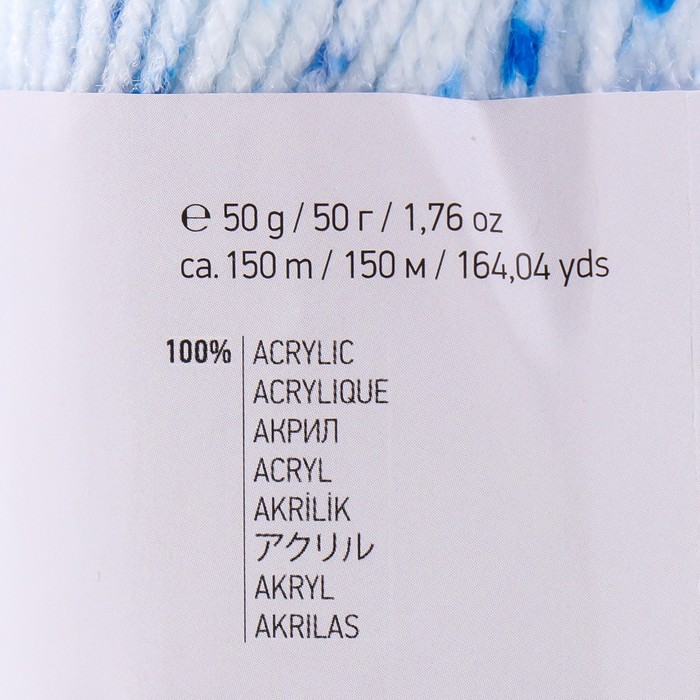 ℮ 50 g / 50 г / 1,76 oz
ca. 150 m / 150 м / 164,04 yds
100% ACRYLIC
ACRYLIQUE
АКРИЛ
ACRYL
AKRİLİK
アクリル
AKRYL
AKRILAS